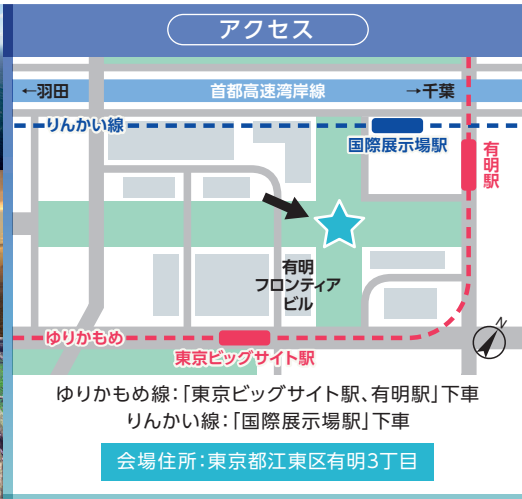 アクセス
←羽田
首都高速湾岸線
→千葉
りんかい線
国際展示場駅
有明駅
有明
フロンティア
ビル
ゆりかもめ
東京ビッグサイト駅
N
ゆりかもめ線:「東京ビッグサイト駅、有明駅」下車
りんかい線:「国際展示場駅」下車
会場住所:東京都江東区有明3丁目